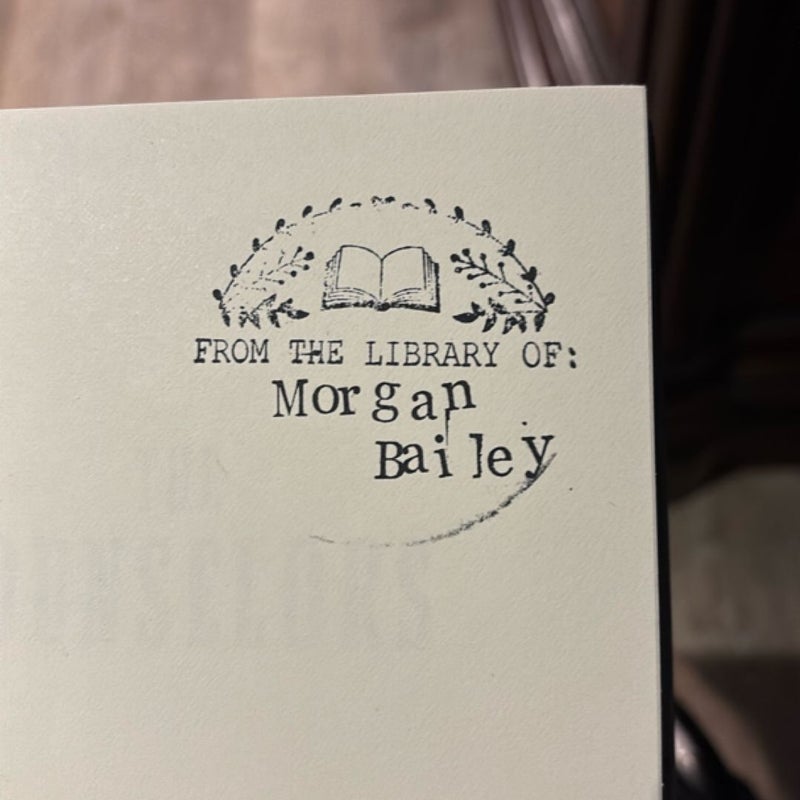 FROM THE LIBRARY OF:
Morgan
Bailey